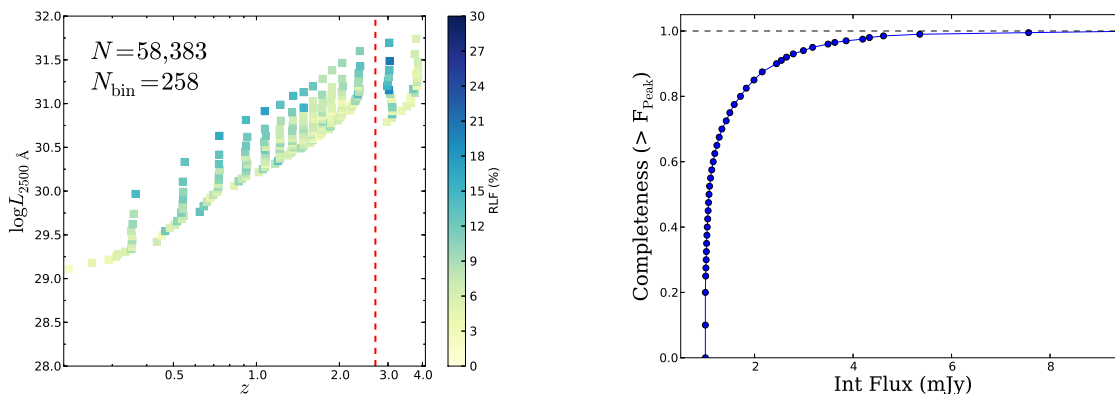 N=58,383
N_bin=258
logL_2500 Å
32.0
31.5
31.0
30.5
30.0
29.5
29.0
28.5
28.0
0.5 1.0 2.0 3.0 4.0
z
30
27
24
21
18
15
12
9
6
3
0
RLF (%)
Completeness (> F_Peak)
1.0
0.8
0.6
0.4
0.2
0.0
2 4 6 8
Int Flux (mJy)